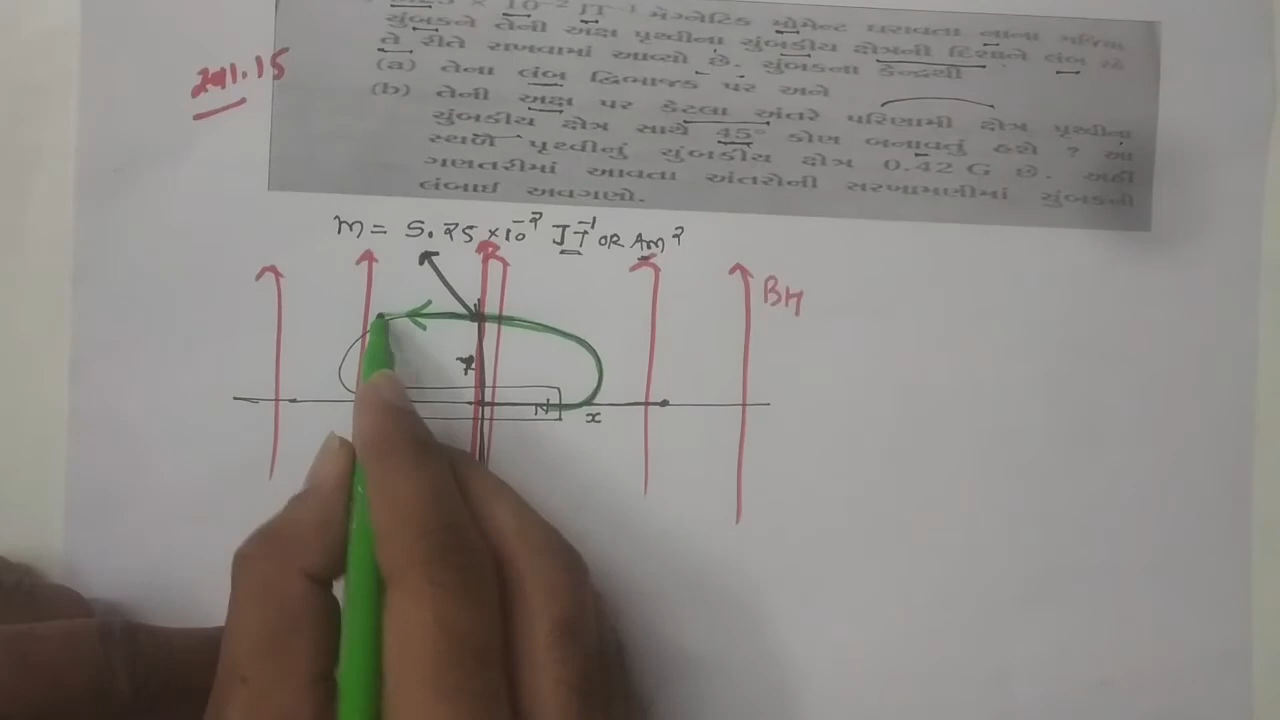 × 10⁻² JT⁻¹ મેગ્નેટિક મોમેન્ટ ધરાવતા નાના ગજિયા
ચુંબકને તેની અક્ષ પૃથ્વીના ચુંબકીય ક્ષેત્રની દિશાને લંબ રહે
તે રીતે રાખવામાં આવ્યો છે. ચુંબકના કેન્દ્રથી
(a) તેના લંબ દ્વિભાજક પર અને
(b) તેની અક્ષ પર કેટલા અંતરે પરિણામી ક્ષેત્ર પૃથ્વીના
ચુંબકીય ક્ષેત્ર સાથે 45° કોણ બનાવતું હશે ? આ
સ્થળે પૃથ્વીનું ચુંબકીય ક્ષેત્ર 0.42 G છે. અહીં
ગણતરીમાં આવતા અંતરોની સરખામણીમાં ચુંબકની
લંબાઈ અવગણો.
m = 5.25 × 10⁻² JT⁻¹ OR Am²
BH
N
x